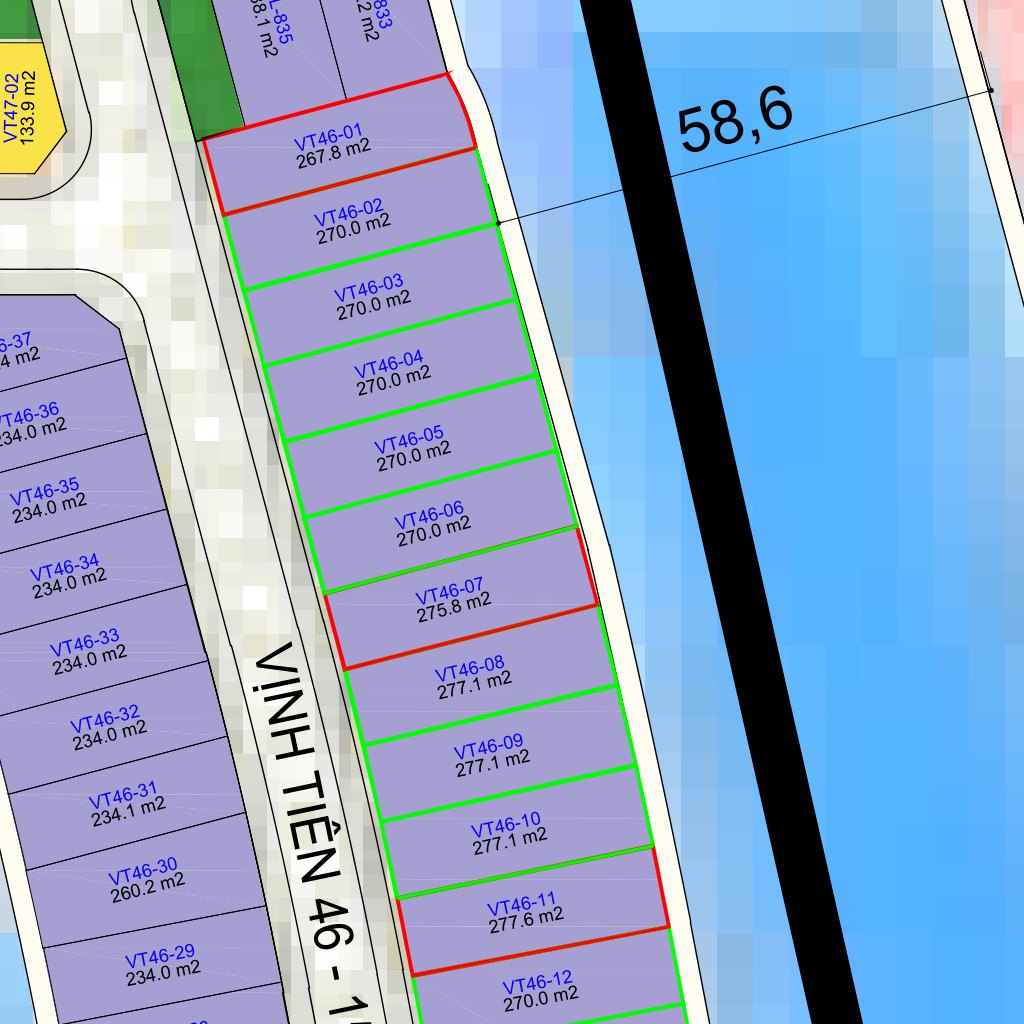 VT47-02
133.9 m2
58,6
VT46-01
267.8 m2
VT46-02
270.0 m2
VT46-03
270.0 m2
VT46-04
270.0 m2
VT46-05
270.0 m2
VT46-06
270.0 m2
VT46-07
275.8 m2
VT46-08
277.1 m2
VT46-09
277.1 m2
VT46-10
277.1 m2
VT46-11
277.6 m2
VT46-12
270.0 m2
VT46-36
234.0 m2
VT46-35
234.0 m2
VT46-34
234.0 m2
VT46-33
234.0 m2
VT46-32
234.0 m2
VT46-31
234.1 m2
VT46-30
260.2 m2
VT46-29
234.0 m2
VỊNH TIÊN 46 -